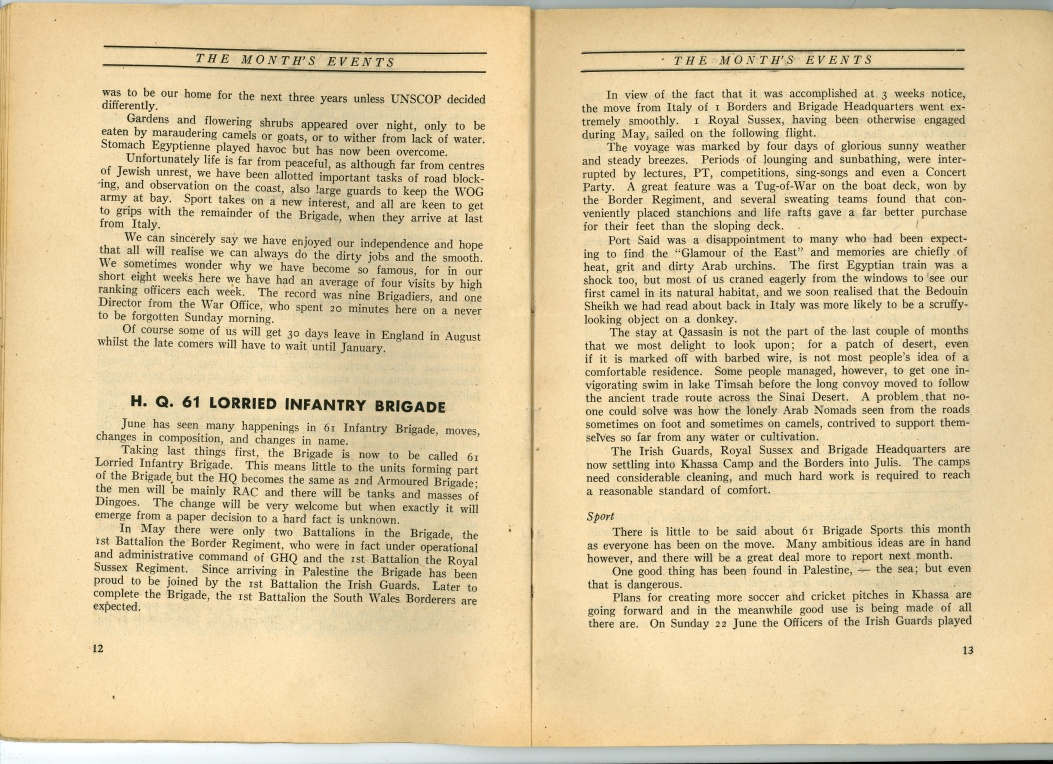 THE MONTH'S EVENTS
was to be our home for the next three years unless UNSCOP decided
differently.
Gardens and flowering shrubs appeared over night, only to be
eaten by marauding camels or goats, or to wither from lack of water.
Stomach Egyptienne played havoc but has now been overcome.
Unfortunately life is far from peaceful, as although far from centres
of Jewish unrest, we have been allotted important tasks of road block-
ing, and observation on the coast, also large guards to keep the WOG
army at bay. Sport takes on a new interest, and all are keen to get
to grips with the remainder of the Brigade, when they arrive at last
from Italy.
We can sincerely say we have enjoyed our independence and hope
that all will realise we can always do the dirty jobs and the smooth.
We sometimes wonder why we have become so famous, for in our
short eight weeks here we have had an average of four visits by high
ranking officers each week. The record was nine Brigadiers, and one
Director from the War Office, who spent 20 minutes here on a never
to be forgotten Sunday morning.
Of course some of us will get 30 days leave in England in August
whilst the late comers will have to wait until January.
H. Q. 61 LORRIED INFANTRY BRIGADE
June has seen many happenings in 61 Infantry Brigade, moves,
changes in composition, and changes in name.
Taking last things first, the Brigade is now to be called 61
Lorried Infantry Brigade. This means little to the units forming part
of the Brigade but the HQ becomes the same as 2nd Armoured Brigade;
the men will be mainly RAC and there will be tanks and masses of
Dingoes. The change will be very welcome but when exactly it will
emerge from a paper decision to a hard fact is unknown.
In May there were only two Battalions in the Brigade, the
1st Battalion the Border Regiment, who were in fact under operational
and administrative command of GHQ and the 1st Battalion the Royal
Sussex Regiment. Since arriving in Palestine the Brigade has been
proud to be joined by the 1st Battalion the Irish Guards. Later to
complete the Brigade, the 1st Battalion the South Wales Borderers are
expected.
12
THE MONTH'S EVENTS
In view of the fact that it was accomplished at 3 weeks notice,
the move from Italy of 1 Borders and Brigade Headquarters went ex-
tremely smoothly. 1 Royal Sussex, having been otherwise engaged
during May, sailed on the following flight.
The voyage was marked by four days of glorious sunny weather
and steady breezes. Periods of lounging and sunbathing, were inter-
rupted by lectures, PT, competitions, sing-songs and even a Concert
Party. A great feature was a Tug-of-War on the boat deck, won by
the Border Regiment, and several sweating teams found that con-
veniently placed stanchions and life rafts gave a far better purchase
for their feet than the sloping deck.
Port Said was a disappointment to many who had been expect-
ing to find the "Glamour of the East" and memories are chiefly of
heat, grit and dirty Arab urchins. The first Egyptian train was a
shock too, but most of us craned eagerly from the windows to see our
first camel in its natural habitat, and we soon realised that the Bedouin
Sheikh we had read about back in Italy was more likely to be a scruffy-
looking object on a donkey.
The stay at Qassasin is not the part of the last couple of months
that we most delight to look upon; for a patch of desert, even
if it is marked off with barbed wire, is not most people's idea of a
comfortable residence. Some people managed, however, to get one in-
vigorating swim in lake Timsah before the long convoy moved to follow
the ancient trade route across the Sinai Desert. A problem that no-
one could solve was how the lonely Arab Nomads seen from the roads
sometimes on foot and sometimes on camels, contrived to support them-
selves so far from any water or cultivation.
The Irish Guards, Royal Sussex and Brigade Headquarters are
now settling into Khassa Camp and the Borders into Julis. The camps
need considerable cleaning, and much hard work is required to reach
a reasonable standard of comfort.
Sport
There is little to be said about 61 Brigade Sports this month
as everyone has been on the move. Many ambitious ideas are in hand
however, and there will be a great deal more to report next month.
One good thing has been found in Palestine, — the sea; but even
that is dangerous.
Plans for creating more soccer and cricket pitches in Khassa are
going forward and in the meanwhile good use is being made of all
there are. On Sunday 22 June the Officers of the Irish Guards played
13